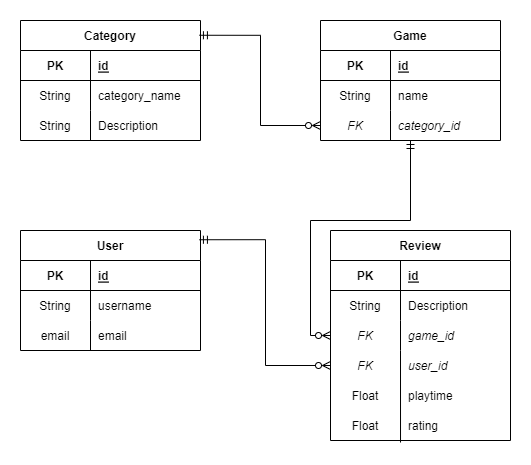 Category
PK id
String category_name
String Description
Game
PK id
String name
FK category_id
User
PK id
String username
email email
Review
PK id
String Description
FK game_id
FK user_id
Float playtime
Float rating